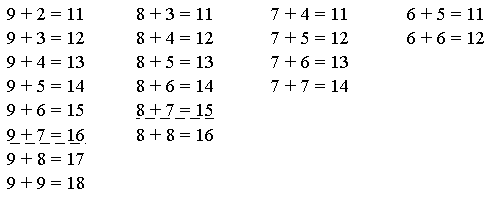 9 + 2 = 11 8 + 3 = 11 7 + 4 = 11 6 + 5 = 11
9 + 3 = 12 8 + 4 = 12 7 + 5 = 12 6 + 6 = 12
9 + 4 = 13 8 + 5 = 13 7 + 6 = 13
9 + 5 = 14 8 + 6 = 14 7 + 7 = 14
9 + 6 = 15 8 + 7 = 15
9 + 7 = 16 8 + 8 = 16
9 + 8 = 17
9 + 9 = 18